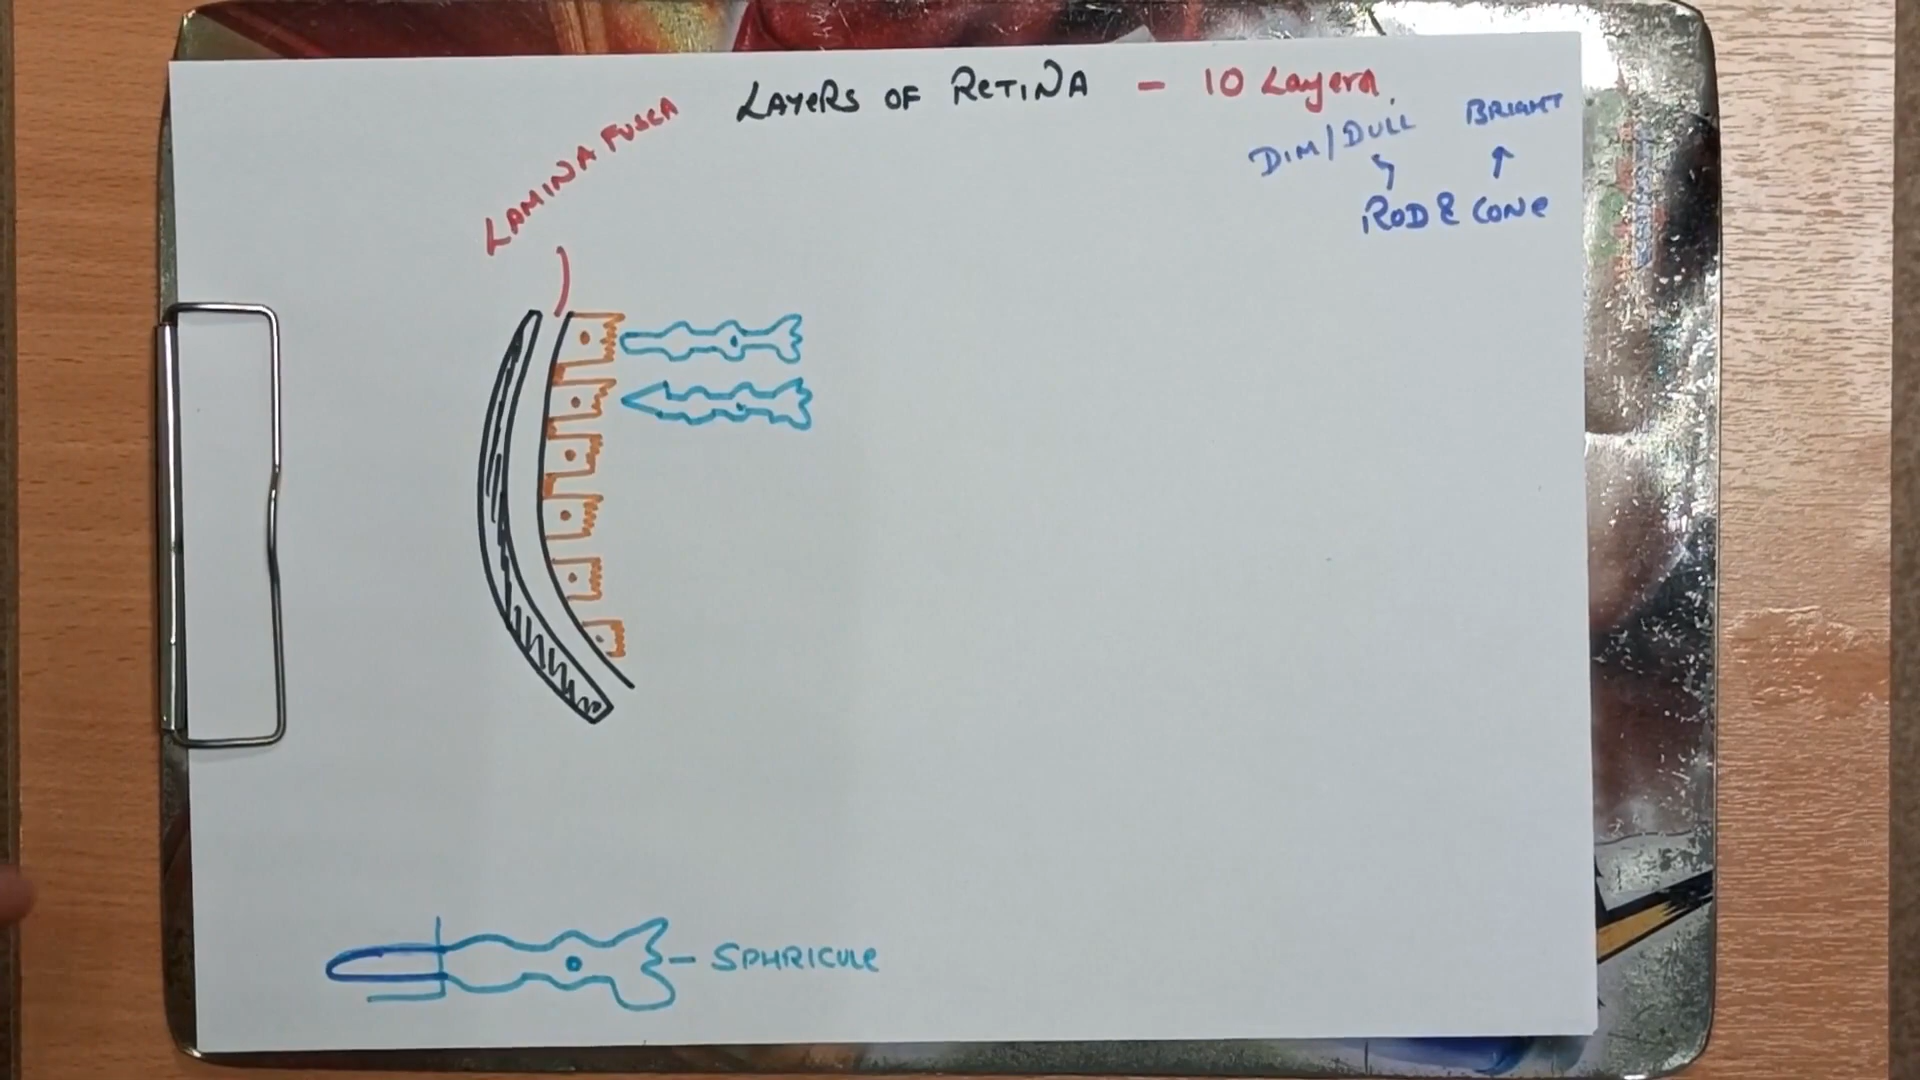 LAYERS OF RETINA - 10 Layers
LAMINA FUSCA
DIM/DULL BRIGHT
ROD & CONE
SPHRICULE